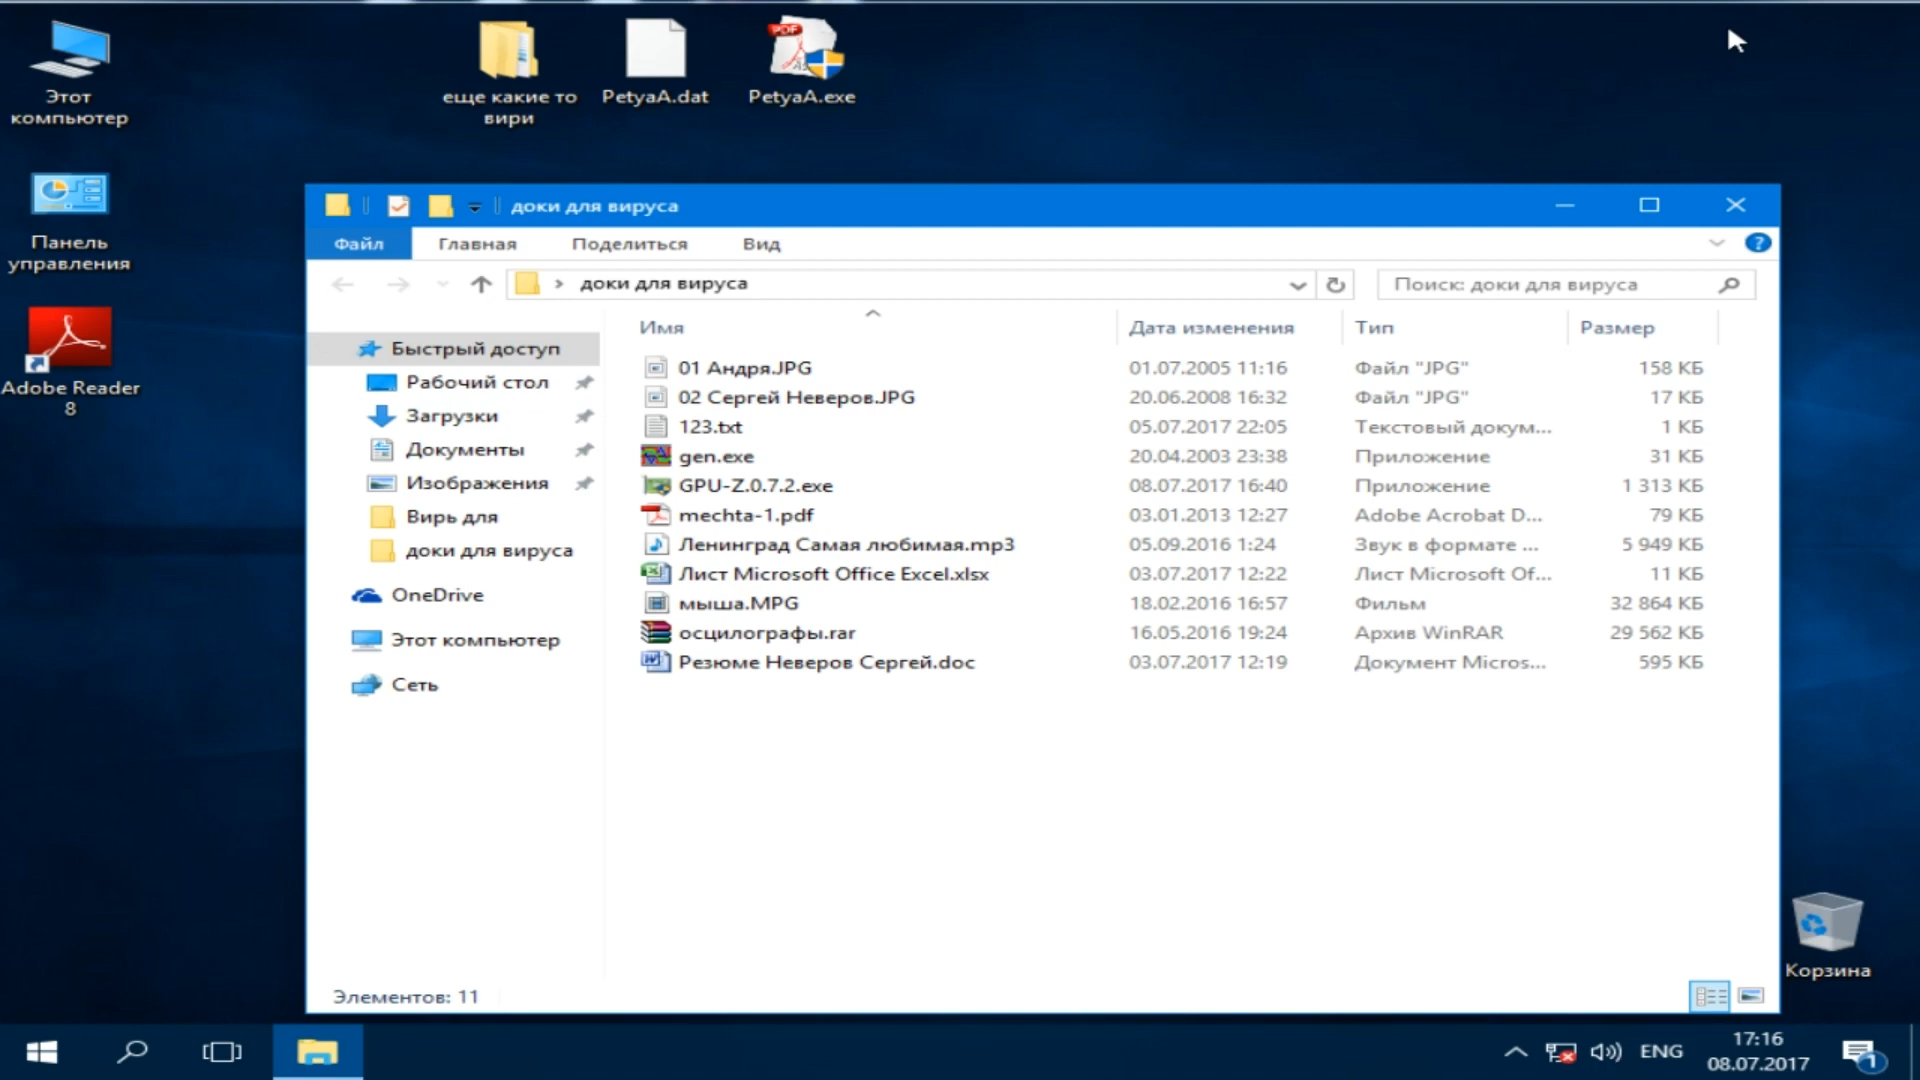 Этот
компьютер
еще какие то
вири
PetyaA.dat
PDF
PetyaA.exe
Панель
управления
Adobe Reader
8
доки для вируса
Файл
Главная
Поделиться
Вид
?
доки для вируса
Поиск: доки для вируса
Имя
Дата изменения
Тип
Размер
Быстрый доступ
Рабочий стол
Загрузки
Документы
Изображения
Вирь для
доки для вируса
OneDrive
Этот компьютер
Сеть
01 Андря.JPG 01.07.2005 11:16 Файл "JPG" 158 КБ
02 Сергей Неверов.JPG 20.06.2008 16:32 Файл "JPG" 17 КБ
123.txt 05.07.2017 22:05 Текстовый докум... 1 КБ
gen.exe 20.04.2003 23:38 Приложение 31 КБ
GPU-Z.0.7.2.exe 08.07.2017 16:40 Приложение 1 313 КБ
mechta-1.pdf 03.01.2013 12:27 Adobe Acrobat D... 79 КБ
Ленинград Самая любимая.mp3 05.09.2016 1:24 Звук в формате ... 5 949 КБ
Лист Microsoft Office Excel.xlsx 03.07.2017 12:22 Лист Microsoft Of... 11 КБ
мыша.MPG 18.02.2016 16:57 Фильм 32 864 КБ
осцилографы.rar 16.05.2016 19:24 Архив WinRAR 29 562 КБ
Резюме Неверов Сергей.doc 03.07.2017 12:19 Документ Micros... 595 КБ
Элементов: 11
Корзина
ENG
17:16
08.07.2017
1